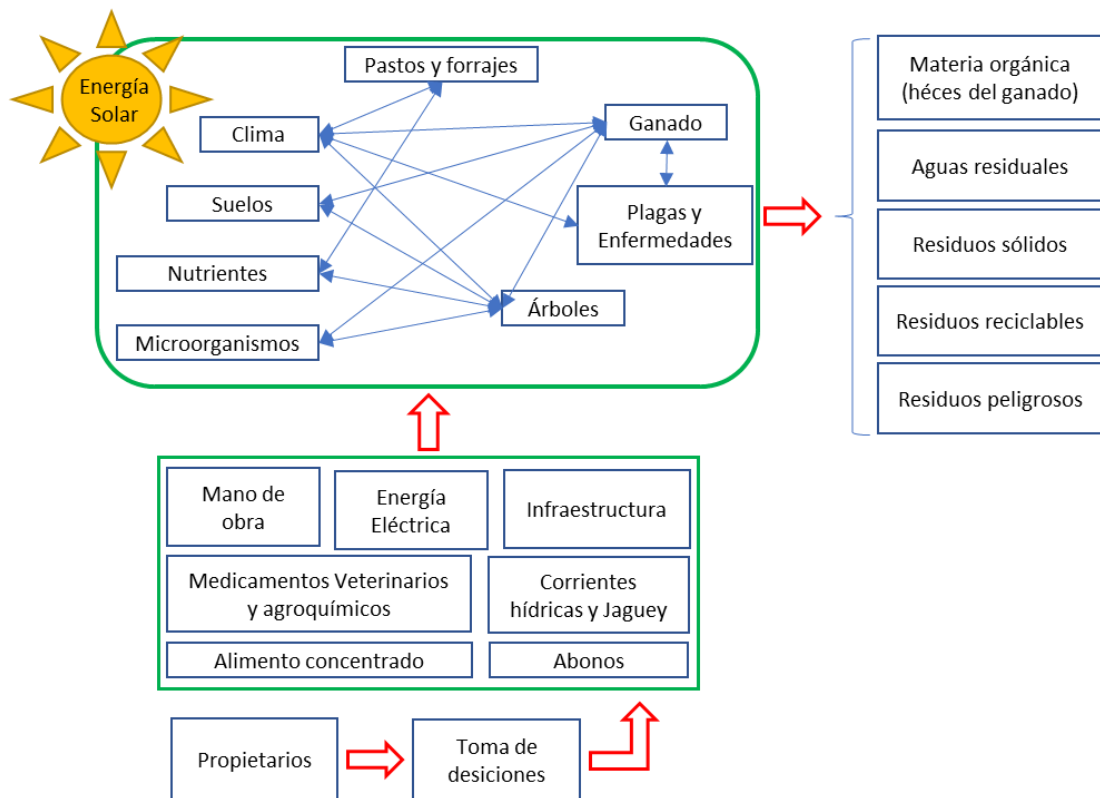 Energía
Solar
Pastos y forrajes
Clima
Ganado
Suelos
Plagas y
Enfermedades
Nutrientes
Árboles
Microorganismos
Materia orgánica
(héces del ganado)
Aguas residuales
Residuos sólidos
Residuos reciclables
Residuos peligrosos
Mano de
obra
Energía
Eléctrica
Infraestructura
Medicamentos Veterinarios
y agroquímicos
Corrientes
hídricas y Jaguey
Alimento concentrado
Abonos
Propietarios
Toma de
desiciones